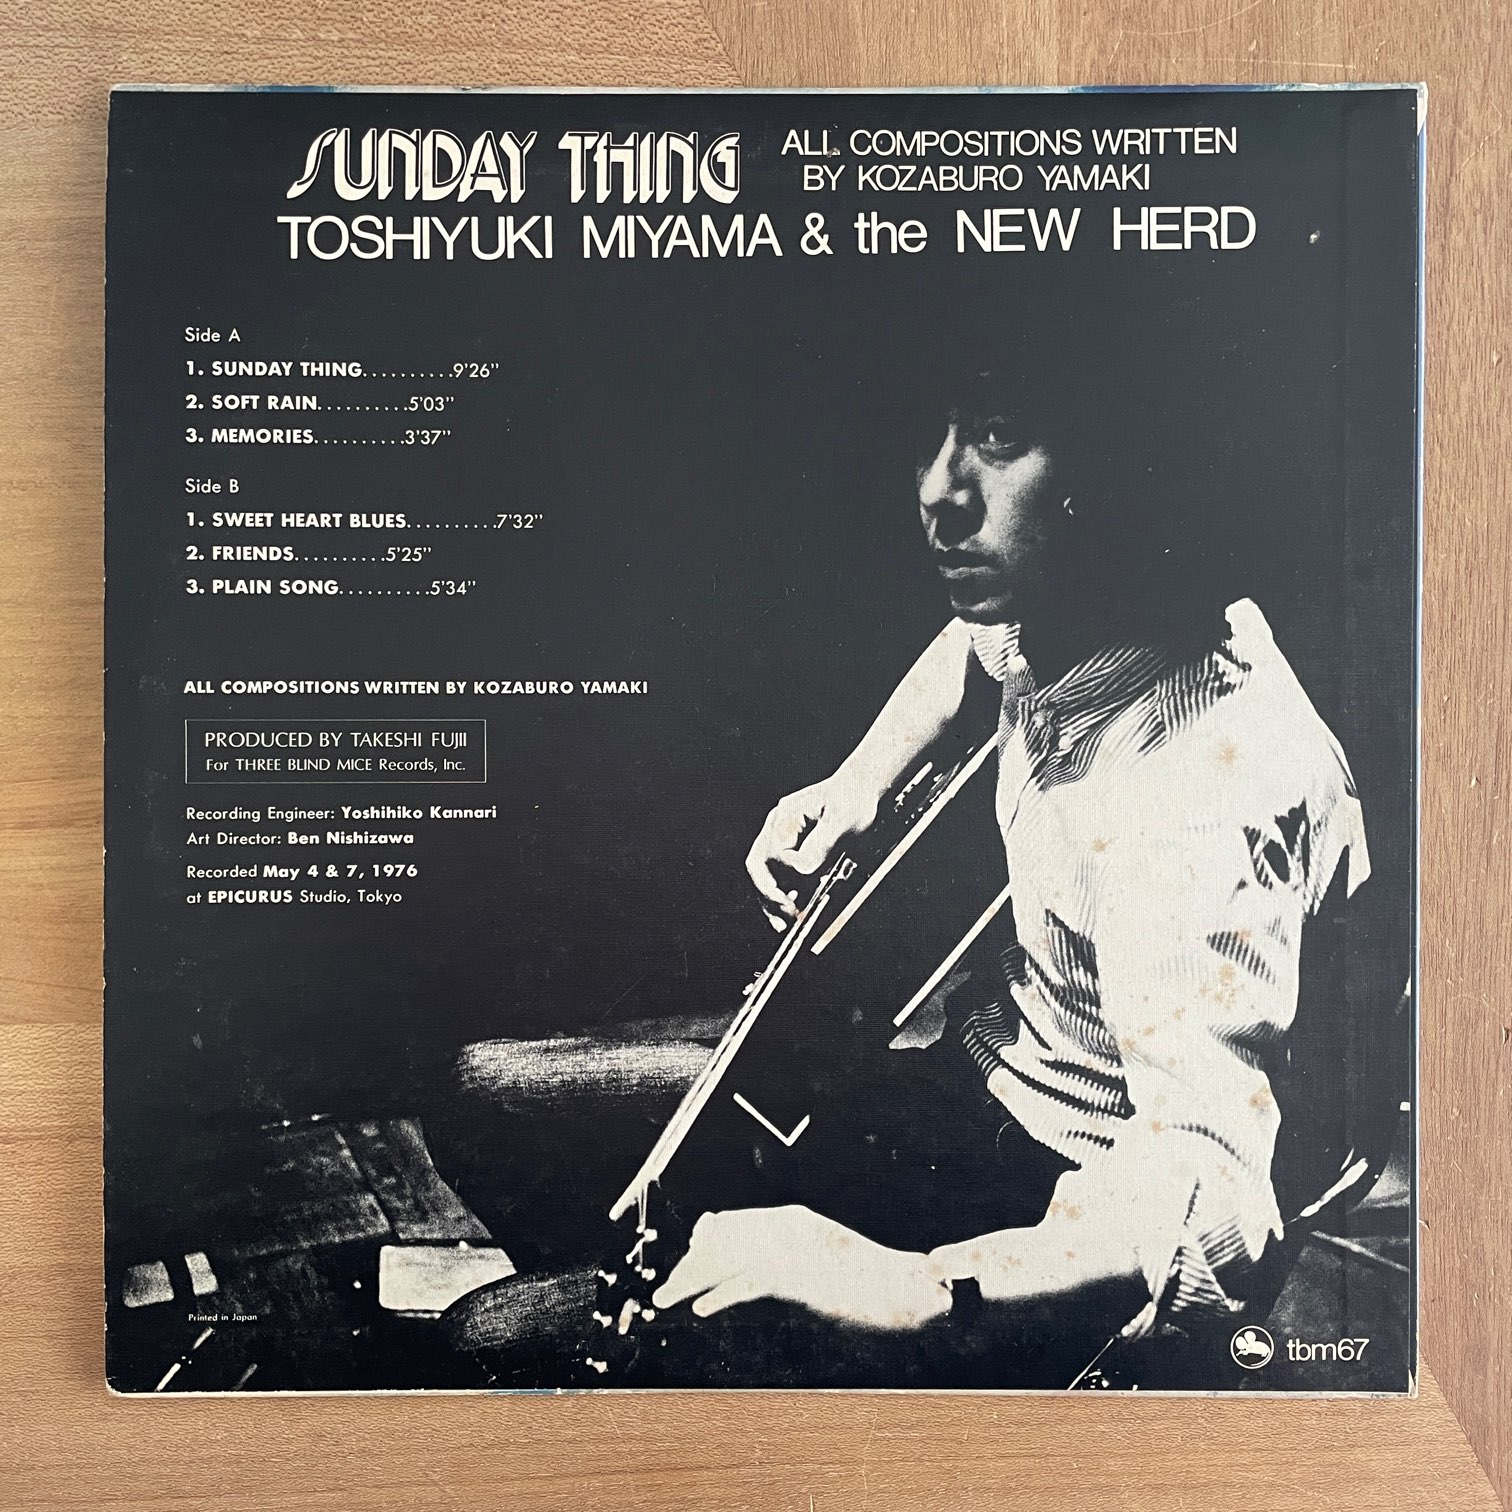 SUNDAY THING
ALL COMPOSITIONS WRITTEN
BY KOZABURO YAMAKI
TOSHIYUKI MIYAMA & the NEW HERD
Side A
1. SUNDAY THING..........9'26"
2. SOFT RAIN..........5'03"
3. MEMORIES..........3'37"
Side B
1. SWEET HEART BLUES..........7'32"
2. FRIENDS..........5'25"
3. PLAIN SONG..........5'34"
ALL COMPOSITIONS WRITTEN BY KOZABURO YAMAKI
PRODUCED BY TAKESHI FUJII
For THREE BLIND MICE Records, Inc.
Recording Engineer: Yoshihiko Kannari
Art Director: Ben Nishizawa
Recorded May 4 & 7, 1976
at EPICURUS Studio, Tokyo
Printed in Japan
tbm67